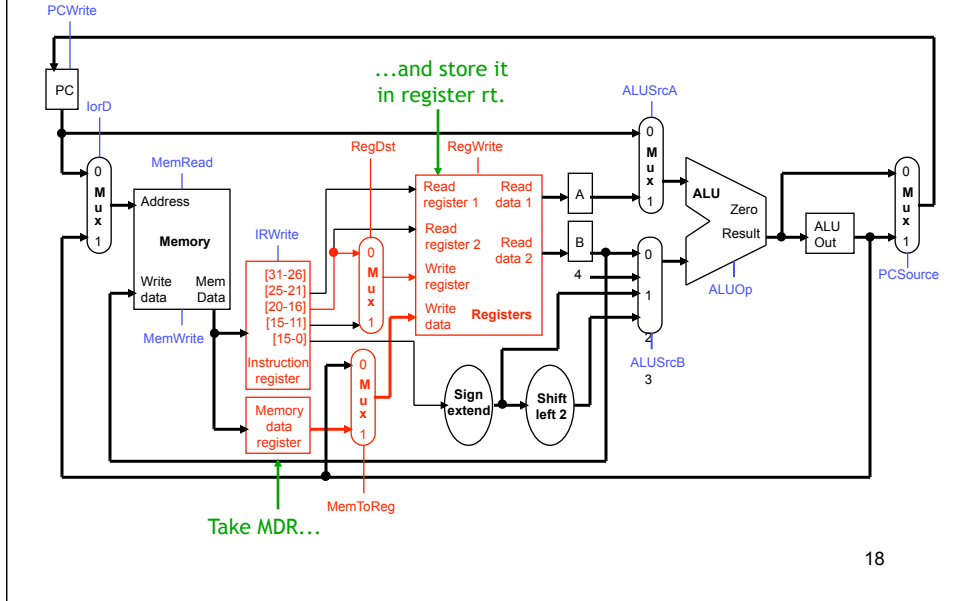 PCWrite
PC
IorD
0
M
u
x
1
MemRead
Address
Memory
Write
data
Mem
Data
MemWrite
IRWrite
[31-26]
[25-21]
[20-16]
[15-11]
[15-0]
Instruction
register
Memory
data
register
Take MDR...
RegDst
0
M
u
x
1
0
M
u
x
1
MemToReg
...and store it
in register rt.
RegWrite
Read
register 1
Read
data 1
Read
register 2
Read
data 2
Write
register
Write
data
Registers
A
B
4
Sign
extend
Shift
left 2
ALUSrcA
0
M
u
x
1
0
1
2
ALUSrcB
3
ALU
Zero
Result
ALUOp
ALU
Out
0
M
u
x
1
PCSource
18